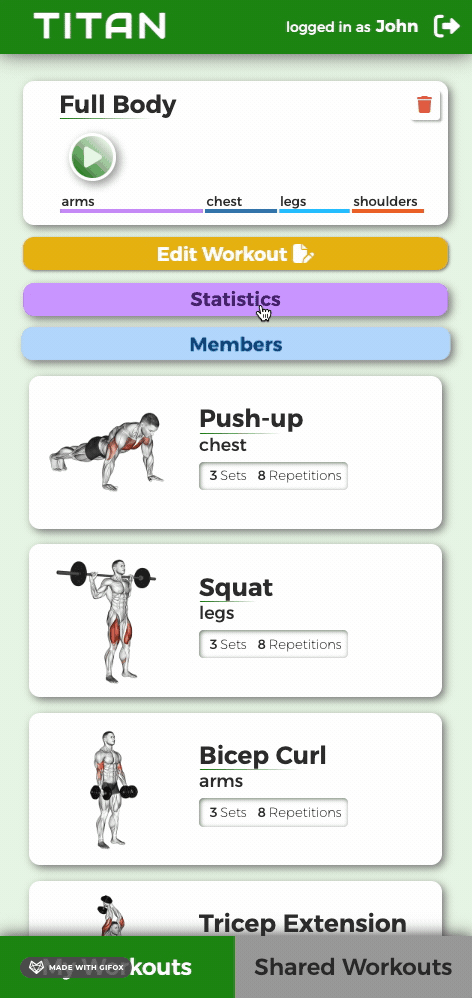 TITAN
logged in as John
Full Body
arms chest legs shoulders
Edit Workout
Statistics
Members
Push-up
chest
3 Sets 8 Repetitions
Squat
legs
3 Sets 8 Repetitions
Bicep Curl
arms
3 Sets 8 Repetitions
Tricep Extension
MADE WITH GIFOX
My Workouts Shared Workouts